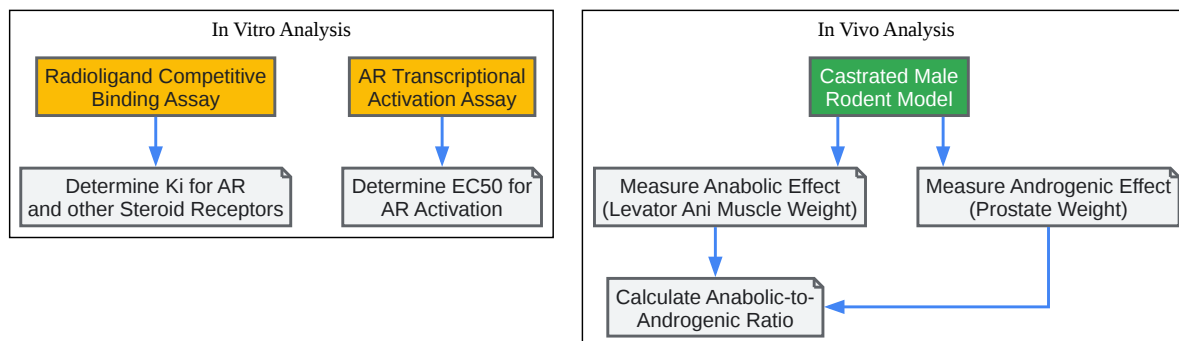 In Vitro Analysis
Radioligand Competitive
Binding Assay
AR Transcriptional
Activation Assay
Determine Ki for AR
and other Steroid Receptors
Determine EC50 for
AR Activation
In Vivo Analysis
Castrated Male
Rodent Model
Measure Anabolic Effect
(Levator Ani Muscle Weight)
Measure Androgenic Effect
(Prostate Weight)
Calculate Anabolic-to-
Androgenic Ratio